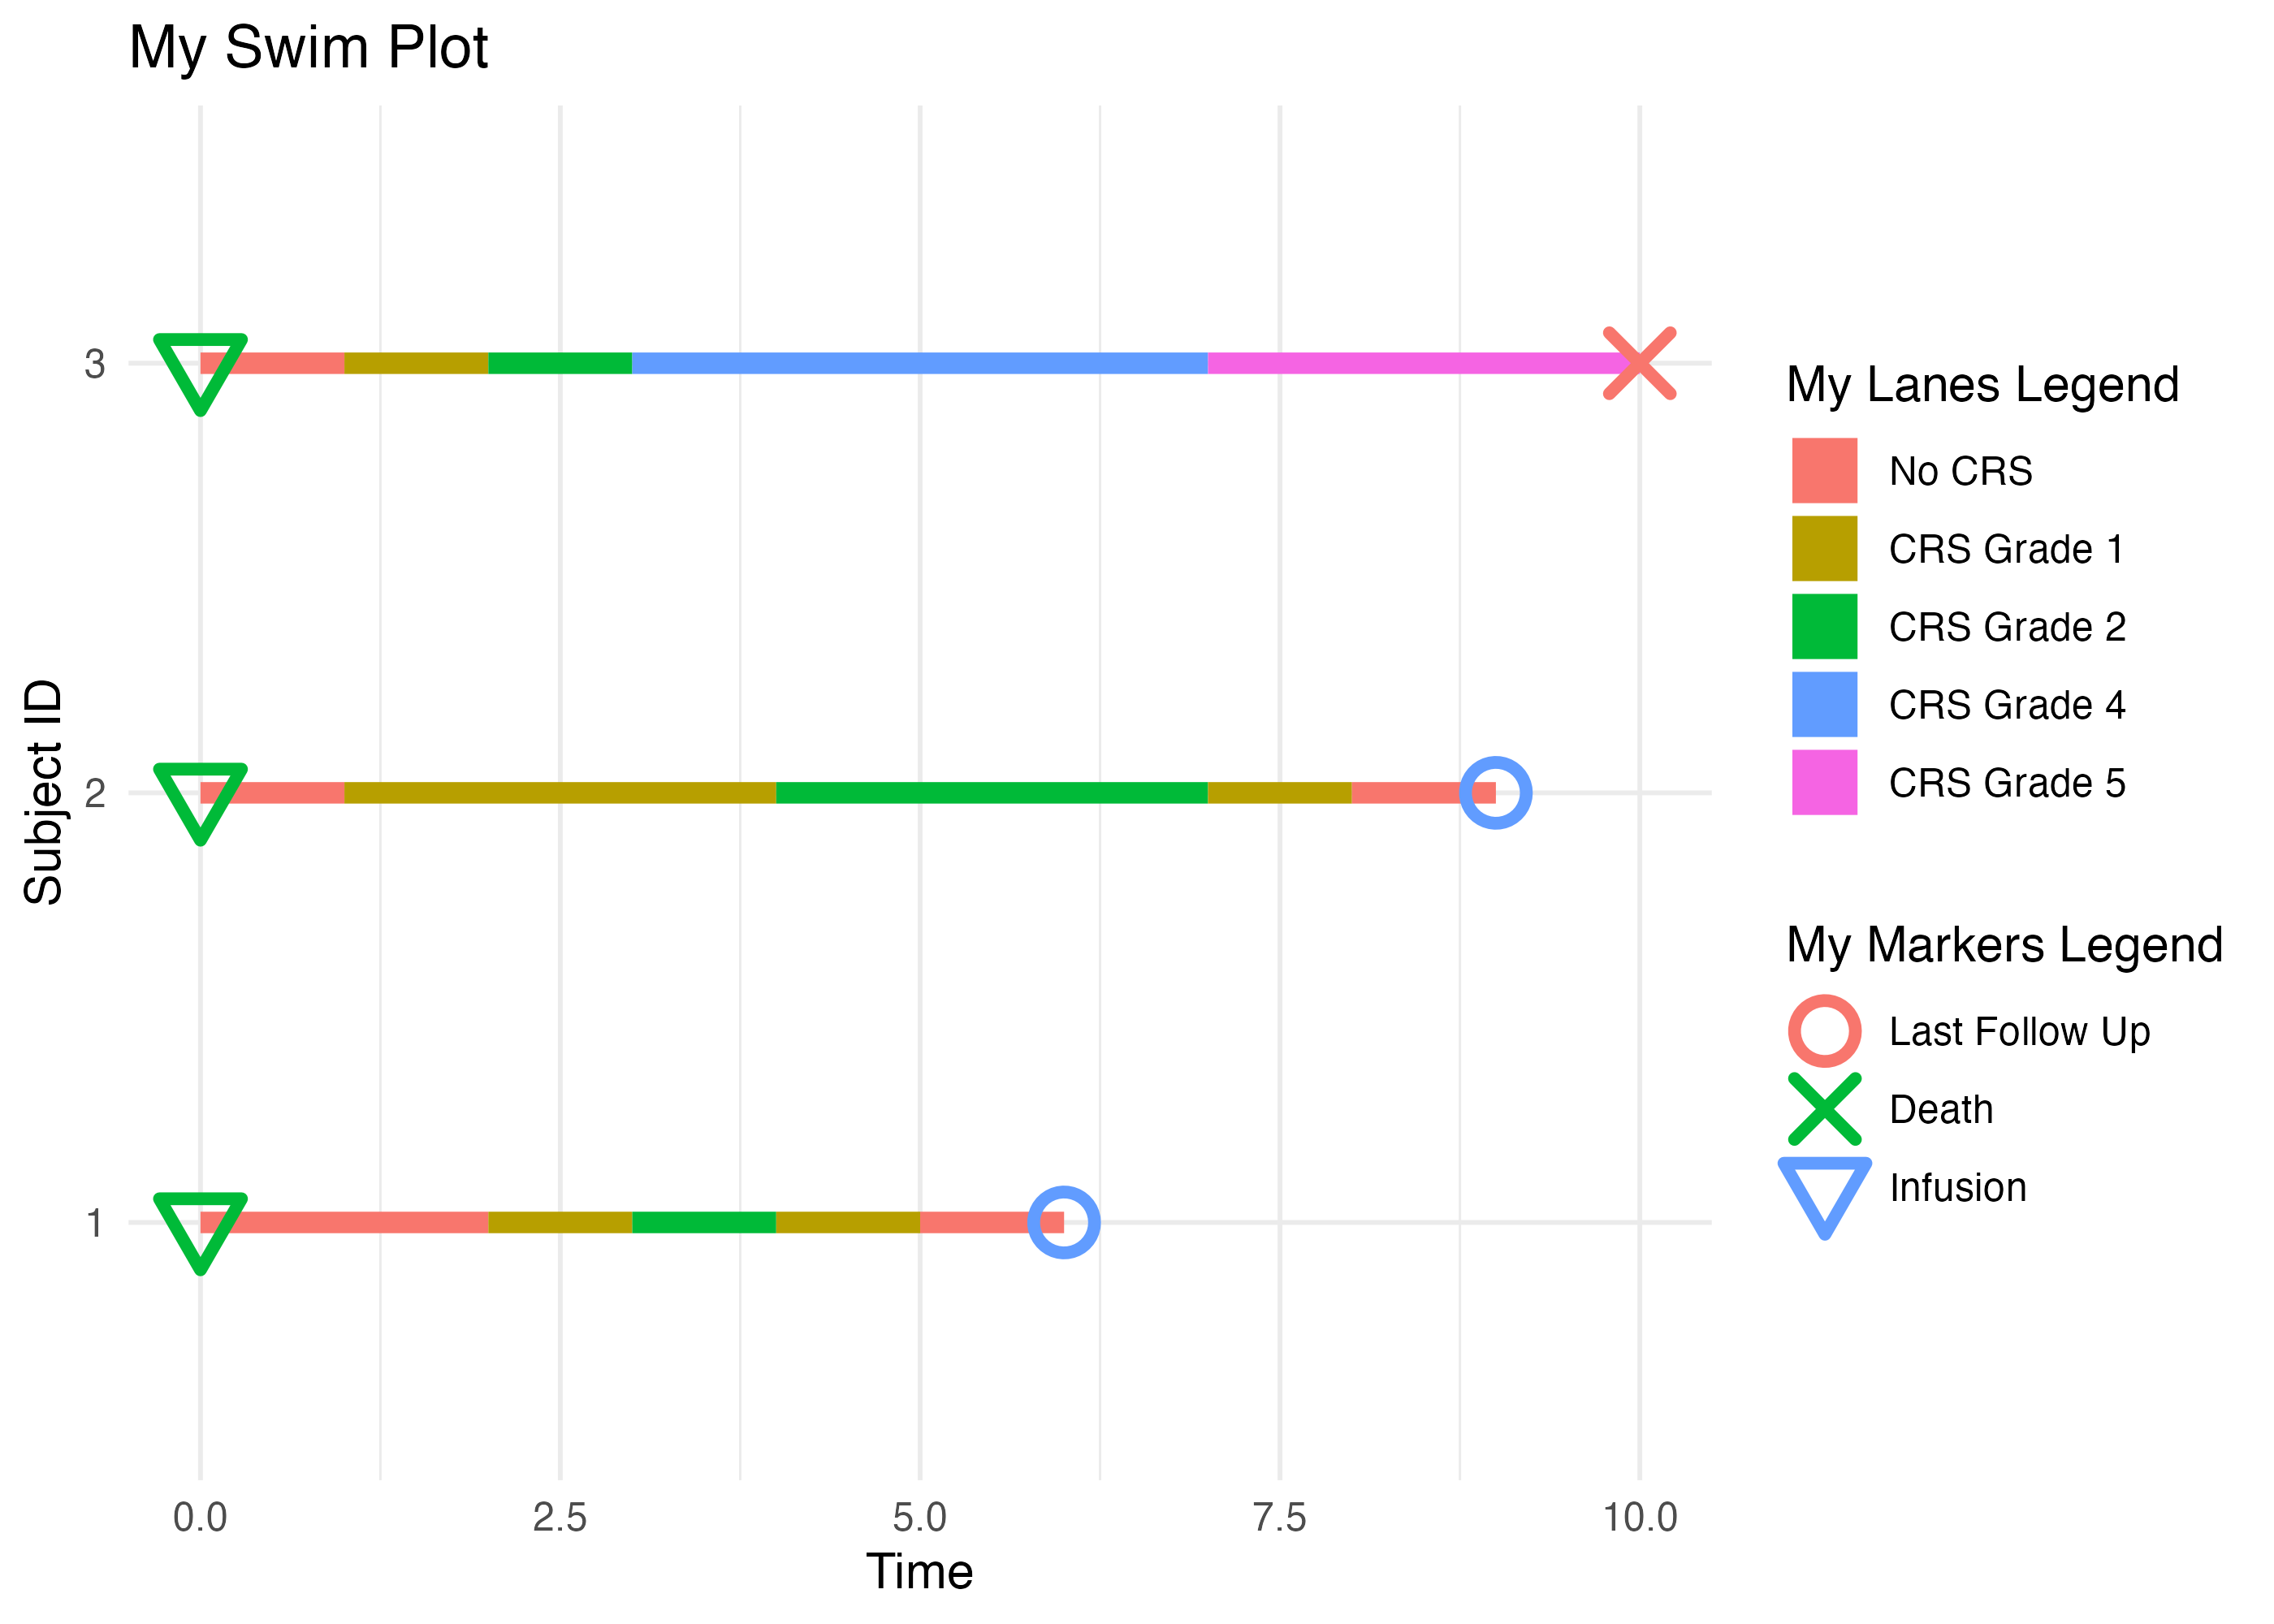 My Swim Plot
Subject ID
3
2
1
0.0 2.5 5.0 7.5 10.0
Time
My Lanes Legend
No CRS
CRS Grade 1
CRS Grade 2
CRS Grade 4
CRS Grade 5
My Markers Legend
Last Follow Up
Death
Infusion